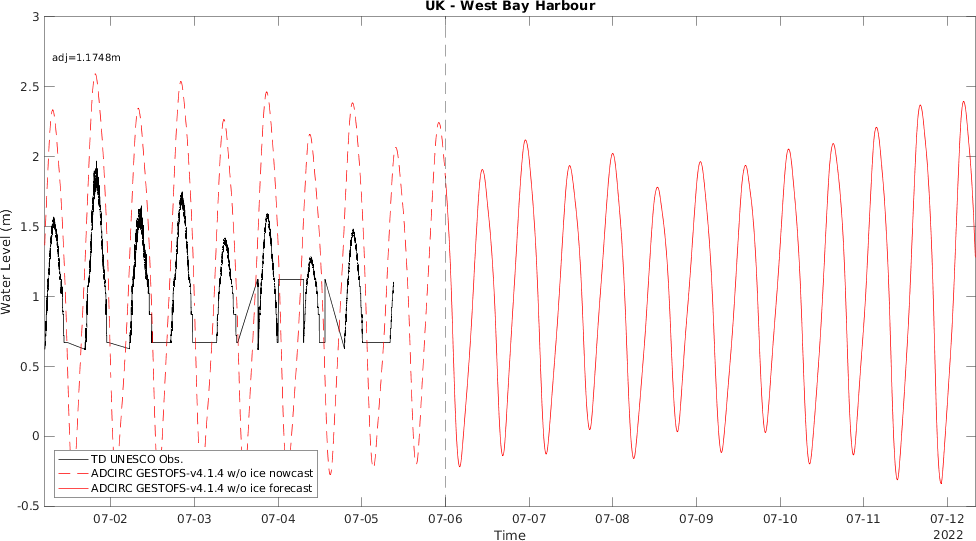 UK - West Bay Harbour
adj=1.1748m
Water Level (m)
3
2.5
2
1.5
1
0.5
0
-0.5
TD UNESCO Obs.
ADCIRC GESTOFS-v4.1.4 w/o ice nowcast
ADCIRC GESTOFS-v4.1.4 w/o ice forecast
07-02 07-03 07-04 07-05 07-06 07-07 07-08 07-09 07-10 07-11 07-12
Time
2022